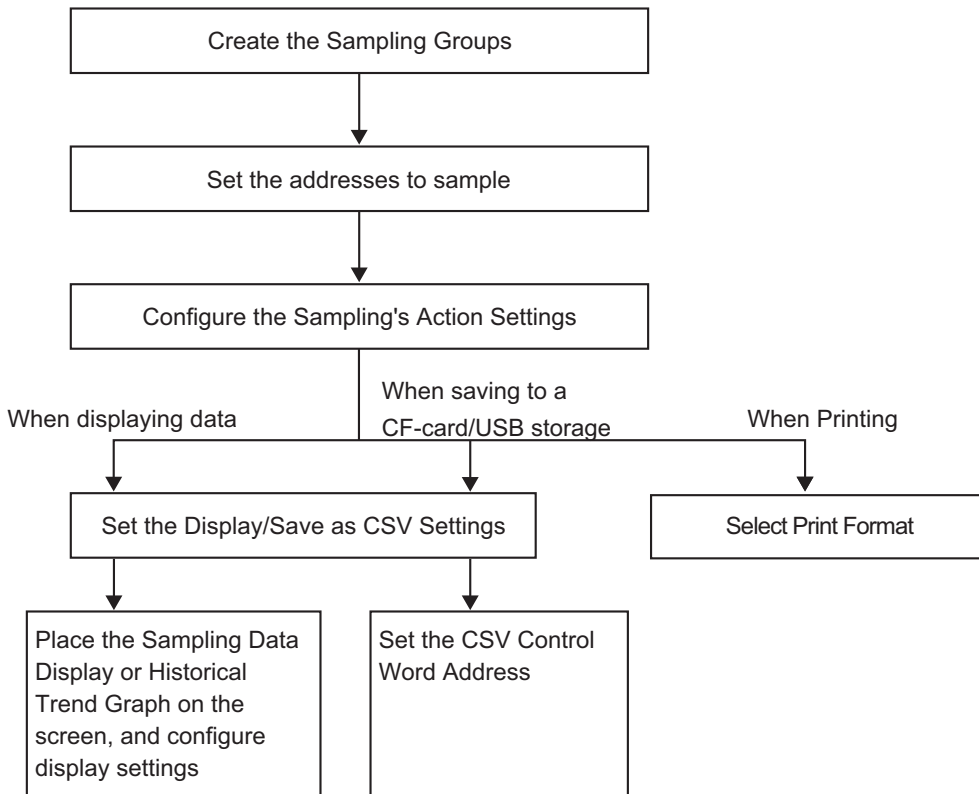 Create the Sampling Groups
Set the addresses to sample
Configure the Sampling's Action Settings
When displaying data
When saving to a
CF-card/USB storage
When Printing
Set the Display/Save as CSV Settings
Select Print Format
Place the Sampling Data
Display or Historical
Trend Graph on the
screen, and configure
display settings
Set the CSV Control
Word Address